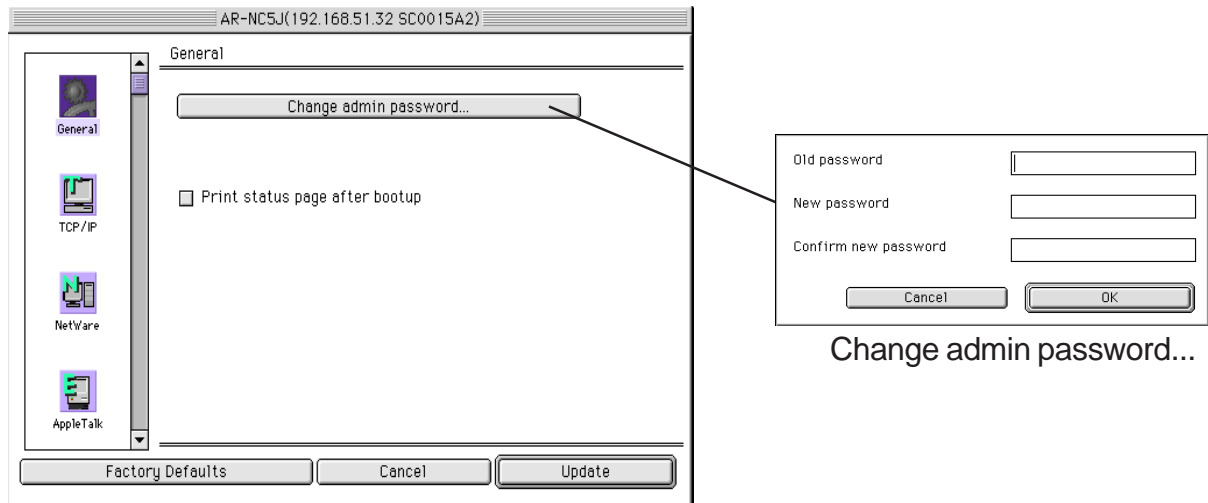 AR-NC5J(192.168.51.32 SC0015A2)
General
General
TCP/IP
NetWare
AppleTalk
Change admin password...
Print status page after bootup
Factory Defaults
Cancel
Update
Old password
New password
Confirm new password
Cancel
OK
Change admin password...